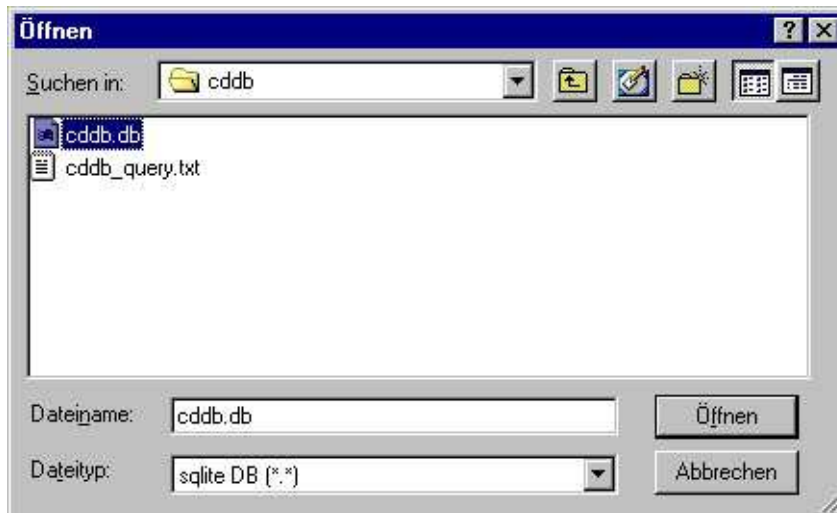 Öffnen
Suchen in: cddb
cddb.db
cddb_query.txt
Dateiname: cddb.db Öffnen
Dateityp: sqlite DB (*.*) Abbrechen